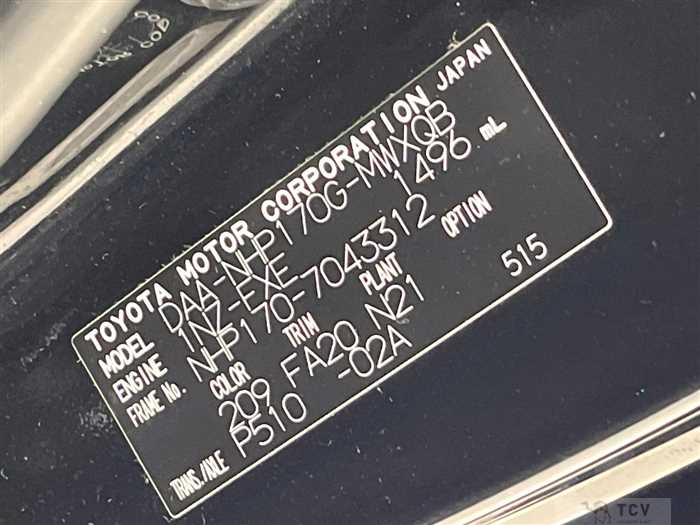 TOYOTA MOTOR CORPORATION JAPAN
MODEL DAA-NHP170G-MWXQB
ENGINE 1NZ-FXE 1496 mL
FRAME No. NHP170-7043312
COLOR TRIM PLANT OPTION
209 FA20 N21 515
TRANS./AXLE P510 -02A
TCV